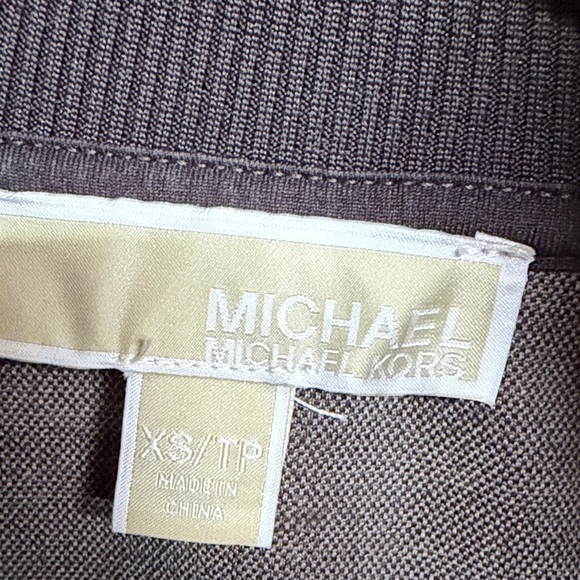 MICHAEL
MICHAEL KORS
XS/TP
MADE IN
CHINA